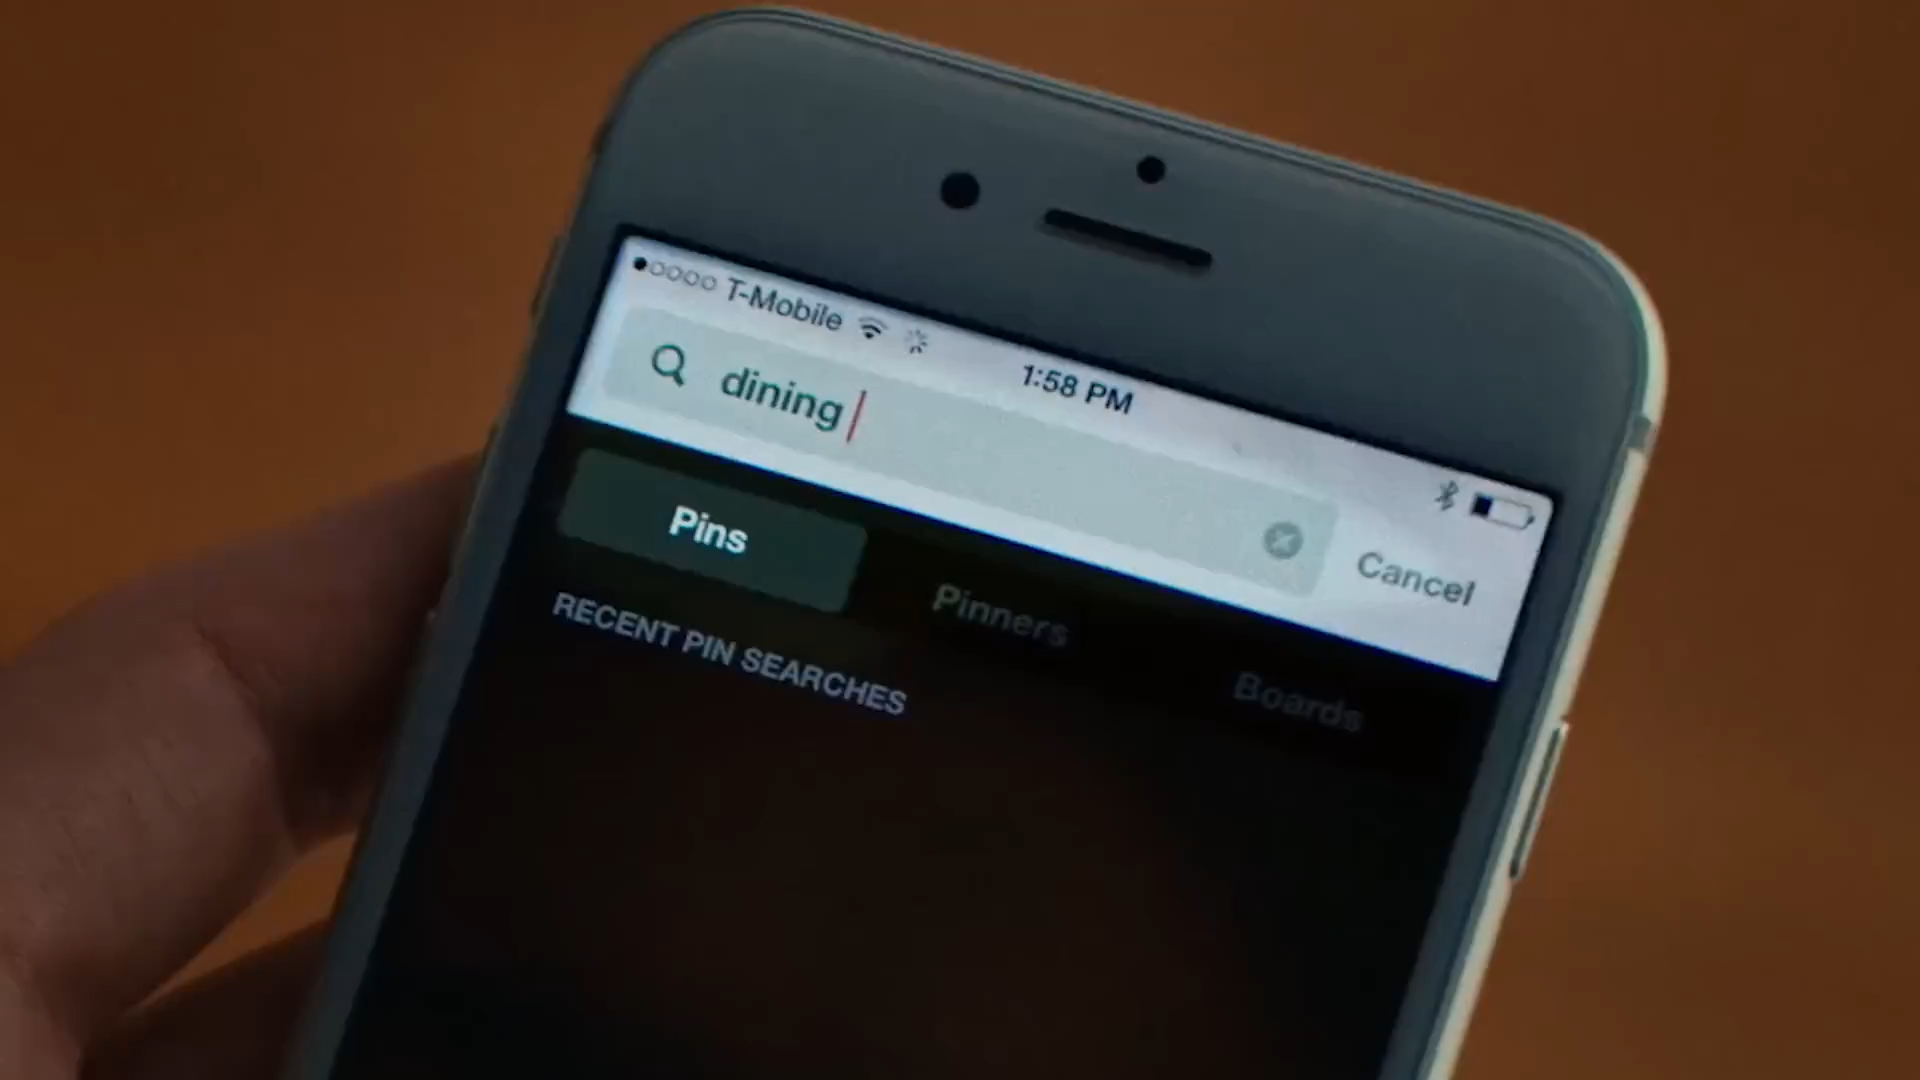 T-Mobile
1:58 PM
dining
Cancel
Pins
Pinners
Boards
RECENT PIN SEARCHES